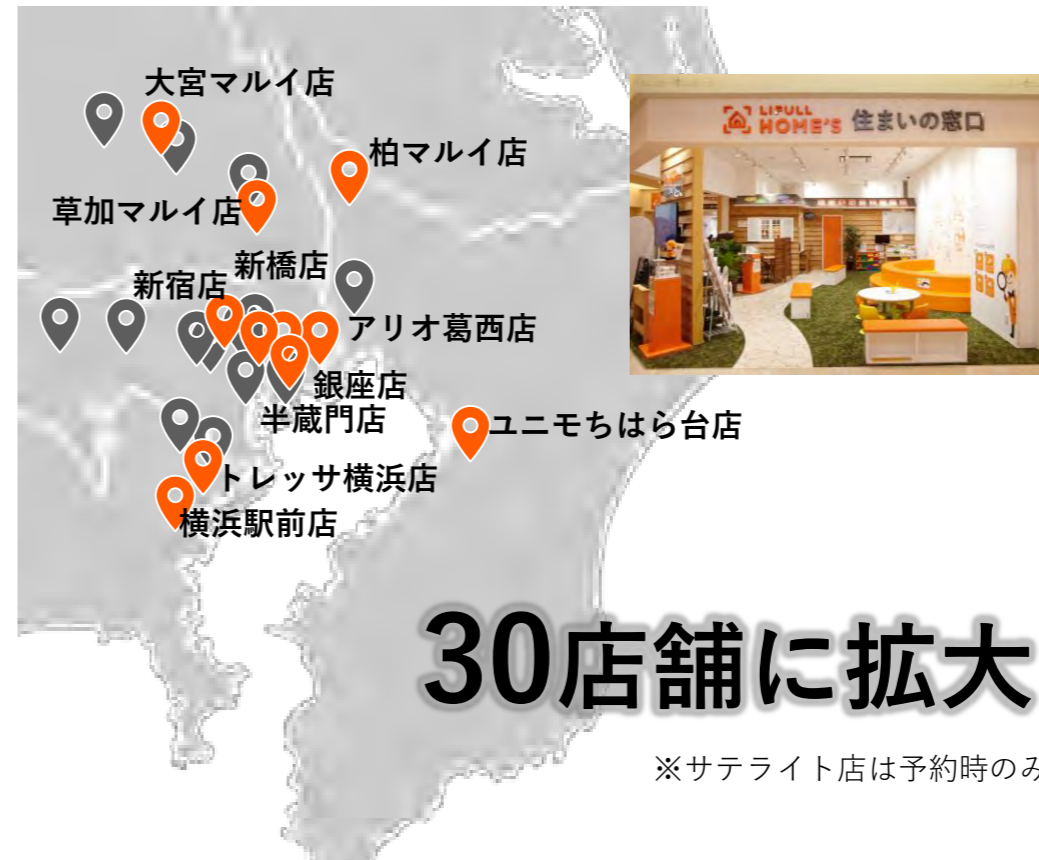 大宮マルイ店
柏マルイ店
草加マルイ店
新橋店
新宿店
アリオ葛西店
銀座店
半蔵門店
ユニモちはら台店
トレッサ横浜店
横浜駅前店
LIFULL
HOME'S 住まいの窓口
30店舗に拡大
※サテライト店は予約時のみ